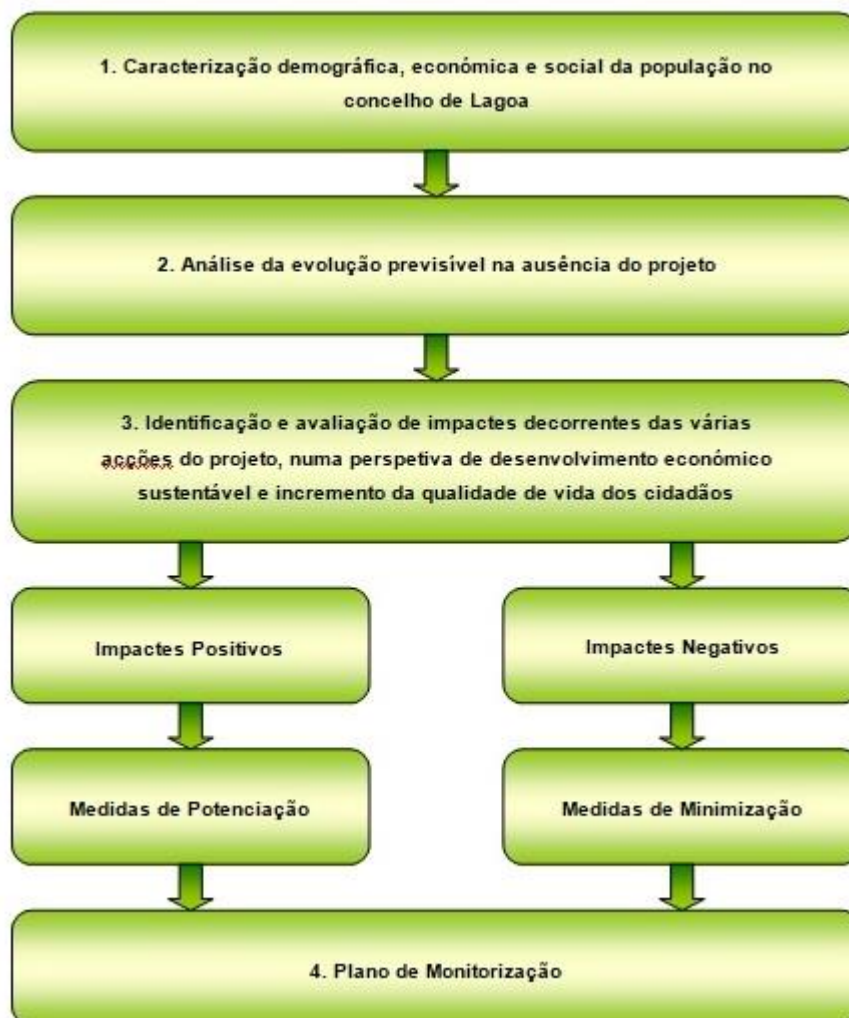 1. Caracterização demográfica, económica e social da população no
concelho de Lagoa
2. Análise da evolução previsível na ausência do projeto
3. Identificação e avaliação de impactes decorrentes das várias
acções do projeto, numa perspetiva de desenvolvimento económico
sustentável e incremento da qualidade de vida dos cidadãos
Impactes Positivos
Impactes Negativos
Medidas de Potenciação
Medidas de Minimização
4. Plano de Monitorização